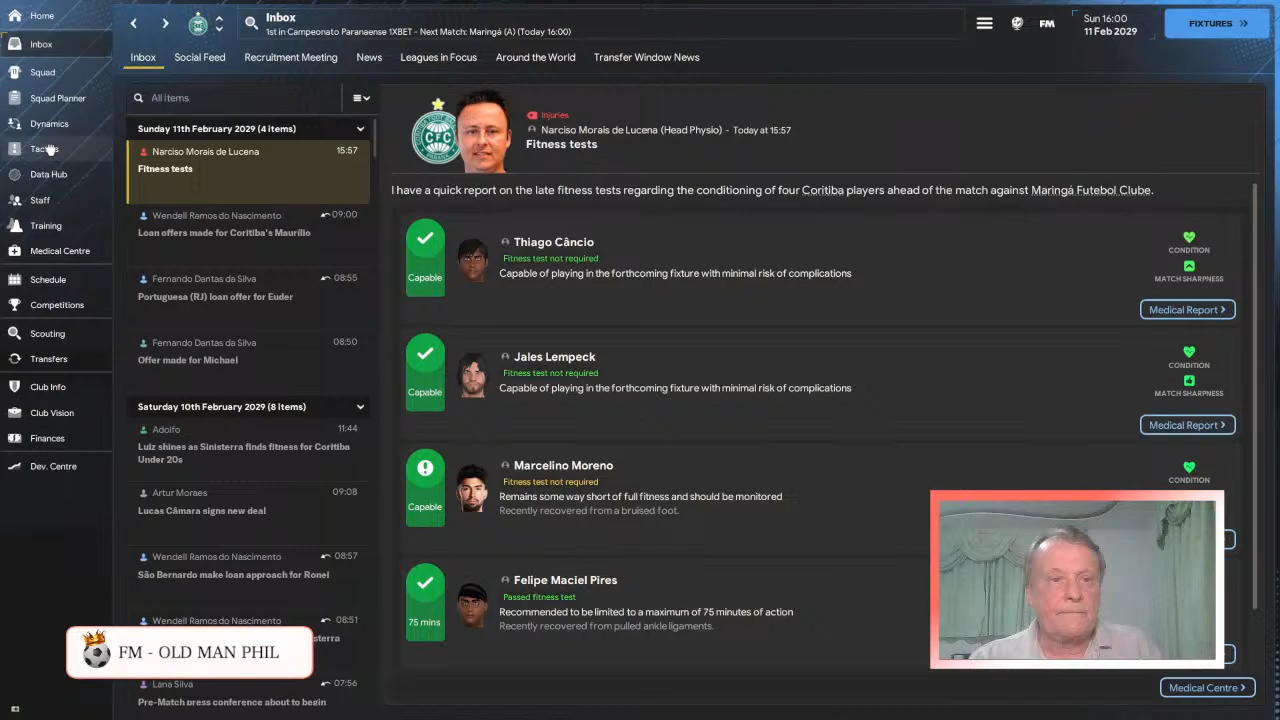 Home
Inbox
Squad
Squad Planner
Dynamics
Data Hub
Staff
Training
Medical Centre
Schedule
Competitions
Scouting
Transfers
Club Info
Club Vision
Finances
Dev. Centre
Inbox
1st in Campeonato Paranaense 1XBET - Next Match: Maringá (A) (Today 16:00)
FM
Sun 16:00
11 Feb 2029
FIXTURES
Inbox
Social Feed
Recruitment Meeting
News
Leagues in Focus
Around the World
Transfer Window News
All Items
Sunday 11th February 2029 (4 items)
Narciso Morais de Lucena 15:57
Fitness tests
Wendell Ramos do Nascimento 09:00
Loan offers made for Coritiba's Maurílio
Fernando Dantas da Silva 08:55
Portuguesa (RJ) loan offer for Euder
Fernando Dantas da Silva 08:50
Offer made for Michael
Saturday 10th February 2029 (8 items)
Adolfo 11:44
Luiz shines as Sinisterra finds fitness for Coritiba
Under 20s
Artur Moraes 09:08
Lucas Câmara signs new deal
Wendell Ramos do Nascimento 08:57
São Bernardo make loan approach for Ronei
Wendell Ramos do Nascimento 08:51
Lana Silva 07:56
Pre-Match press conference about to begin
FM - OLD MAN PHIL
CFC
Injuries
Narciso Morais de Lucena (Head Physio) - Today at 15:57
Fitness tests
I have a quick report on the late fitness tests regarding the conditioning of four Coritiba players ahead of the match against Maringá Futebol Clube.
Capable
Thiago Câncio
Fitness test not required
Capable of playing in the forthcoming fixture with minimal risk of complications
CONDITION
MATCH SHARPNESS
Medical Report >
Capable
Jales Lempeck
Fitness test not required
Capable of playing in the forthcoming fixture with minimal risk of complications
CONDITION
MATCH SHARPNESS
Medical Report >
Capable
Marcelino Moreno
Fitness test not required
Remains some way short of full fitness and should be monitored
Recently recovered from a bruised foot.
CONDITION
75 mins
Felipe Maciel Pires
Passed fitness test
Recommended to be limited to a maximum of 75 minutes of action
Recently recovered from pulled ankle ligaments.
Medical Centre >